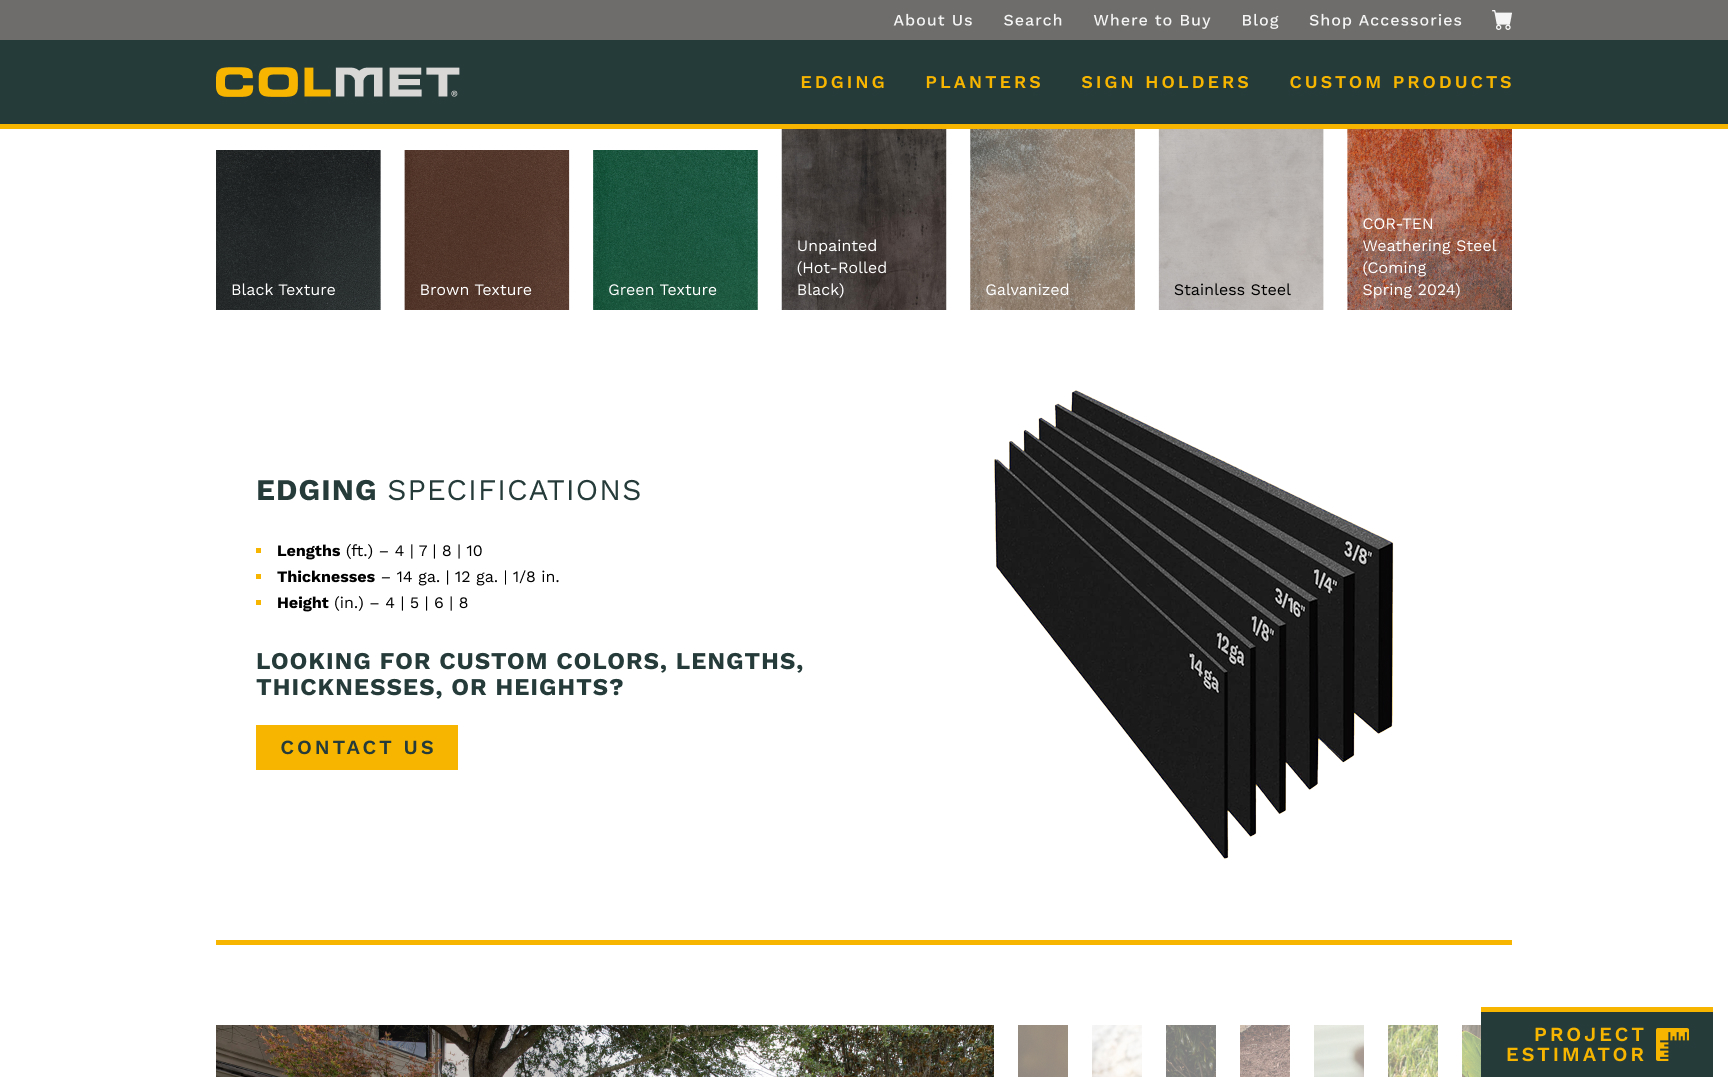 About Us
Search
Where to Buy
Blog
Shop Accessories
COLMET®
EDGING
PLANTERS
SIGN HOLDERS
CUSTOM PRODUCTS
Black Texture
Brown Texture
Green Texture
Unpainted
(Hot-Rolled
Black)
Galvanized
Stainless Steel
COR-TEN
Weathering Steel
(Coming
Spring 2024)
EDGING SPECIFICATIONS
Lengths (ft.) – 4 | 7 | 8 | 10
Thicknesses – 14 ga. | 12 ga. | 1/8 in.
Height (in.) – 4 | 5 | 6 | 8
LOOKING FOR CUSTOM COLORS, LENGTHS,
THICKNESSES, OR HEIGHTS?
CONTACT US
3/8"
1/4"
3/16"
1/8"
12ga
14ga
PROJECT
ESTIMATOR